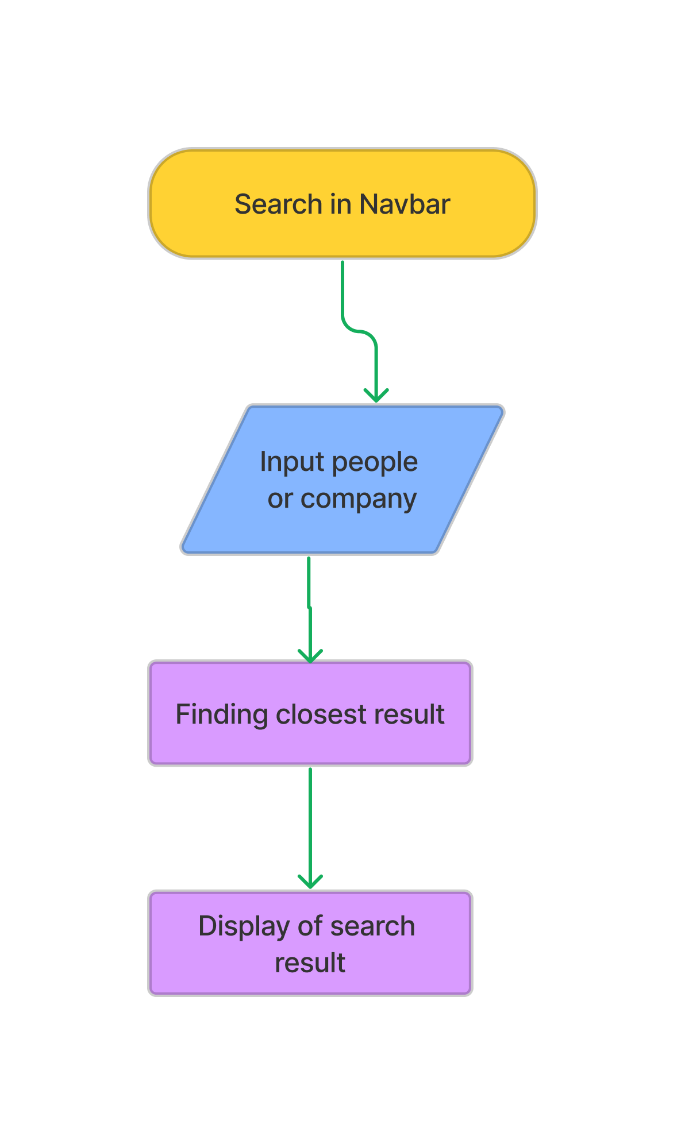 Search in Navbar
Input people
or company
Finding closest result
Display of search
result